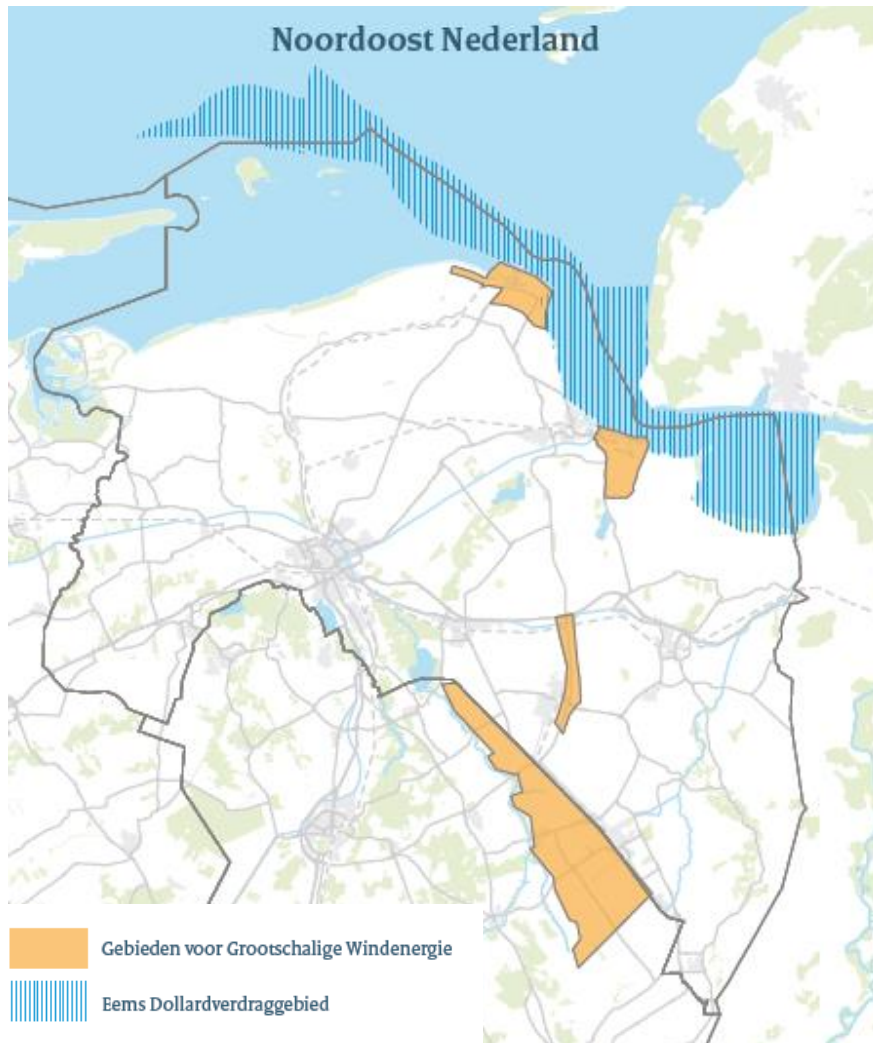 Noordoost Nederland
Gebieden voor Grootschalige Windenergie
Eems Dollardverdraggebied